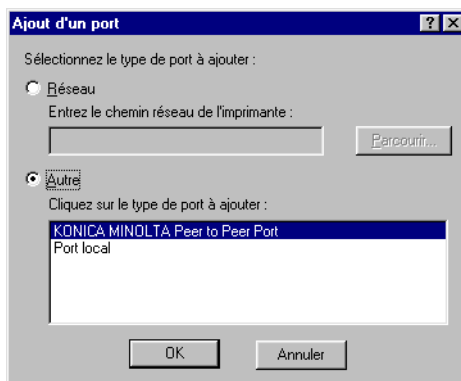 Ajout d'un port
Sélectionnez le type de port à ajouter :
Réseau
Entrez le chemin réseau de l'imprimante :
Parcourir...
Autre
Cliquez sur le type de port à ajouter :
KONICA MINOLTA Peer to Peer Port
Port local
OK Annuler